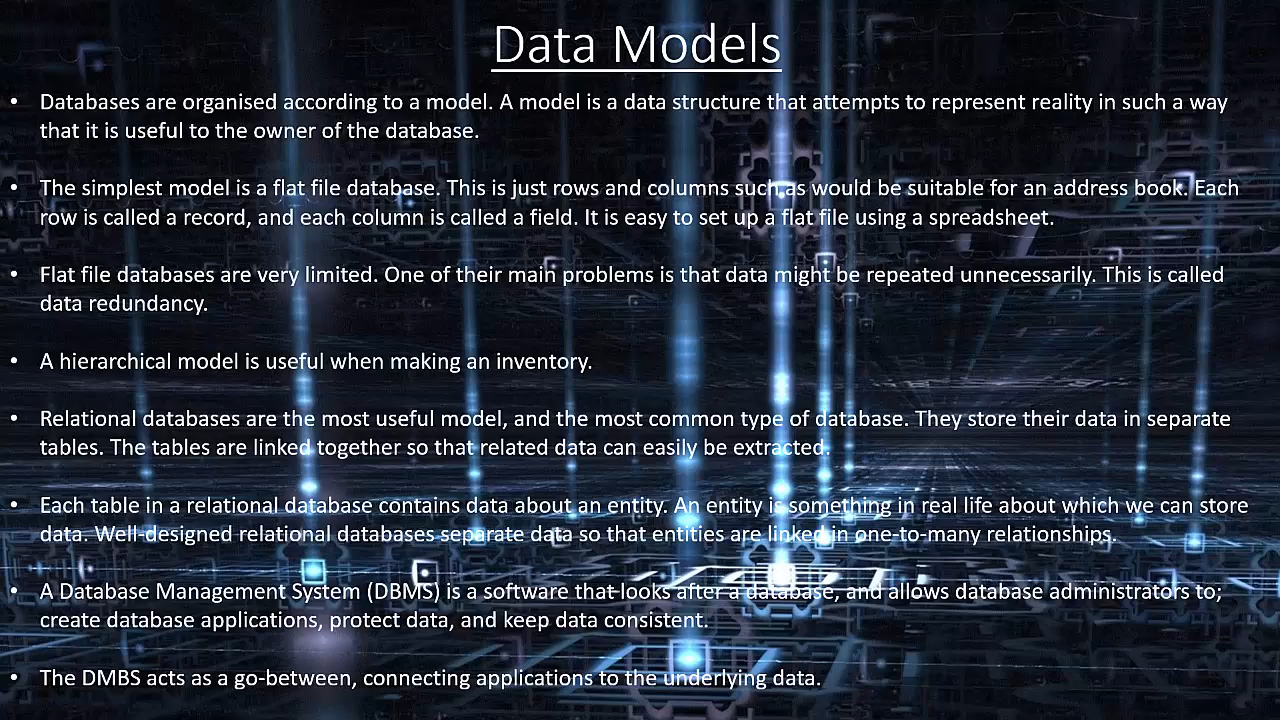 Data Models
• Databases are organised according to a model. A model is a data structure that attempts to represent reality in such a way
that it is useful to the owner of the database.
• The simplest model is a flat file database. This is just rows and columns such as would be suitable for an address book. Each
row is called a record, and each column is called a field. It is easy to set up a flat file using a spreadsheet.
• Flat file databases are very limited. One of their main problems is that data might be repeated unnecessarily. This is called
data redundancy.
• A hierarchical model is useful when making an inventory.
• Relational databases are the most useful model, and the most common type of database. They store their data in separate
tables. The tables are linked together so that related data can easily be extracted.
• Each table in a relational database contains data about an entity. An entity is something in real life about which we can store
data. Well-designed relational databases separate data so that entities are linked in one-to-many relationships.
• A Database Management System (DBMS) is a software that looks after a database, and allows database administrators to;
create database applications, protect data, and keep data consistent.
• The DMBS acts as a go-between, connecting applications to the underlying data.